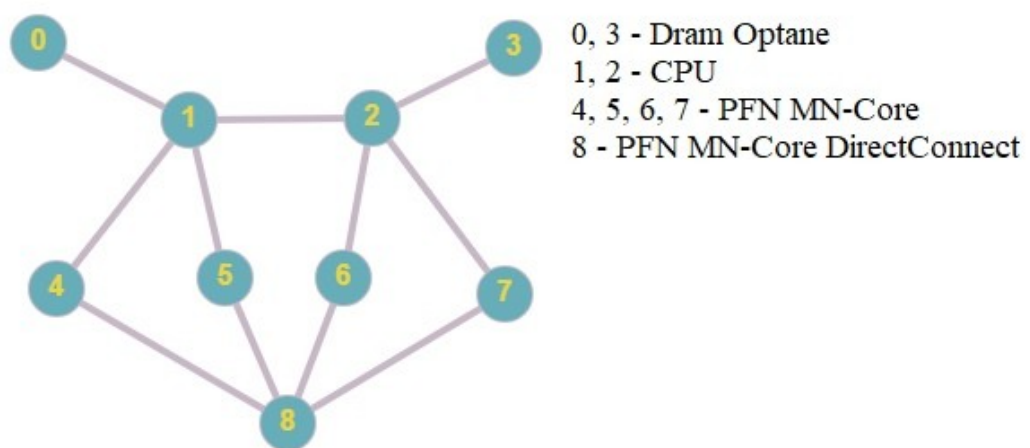 0
3
1
2
4
5
6
7
8
0, 3 - Dram Optane
1, 2 - CPU
4, 5, 6, 7 - PFN MN-Core
8 - PFN MN-Core DirectConnect